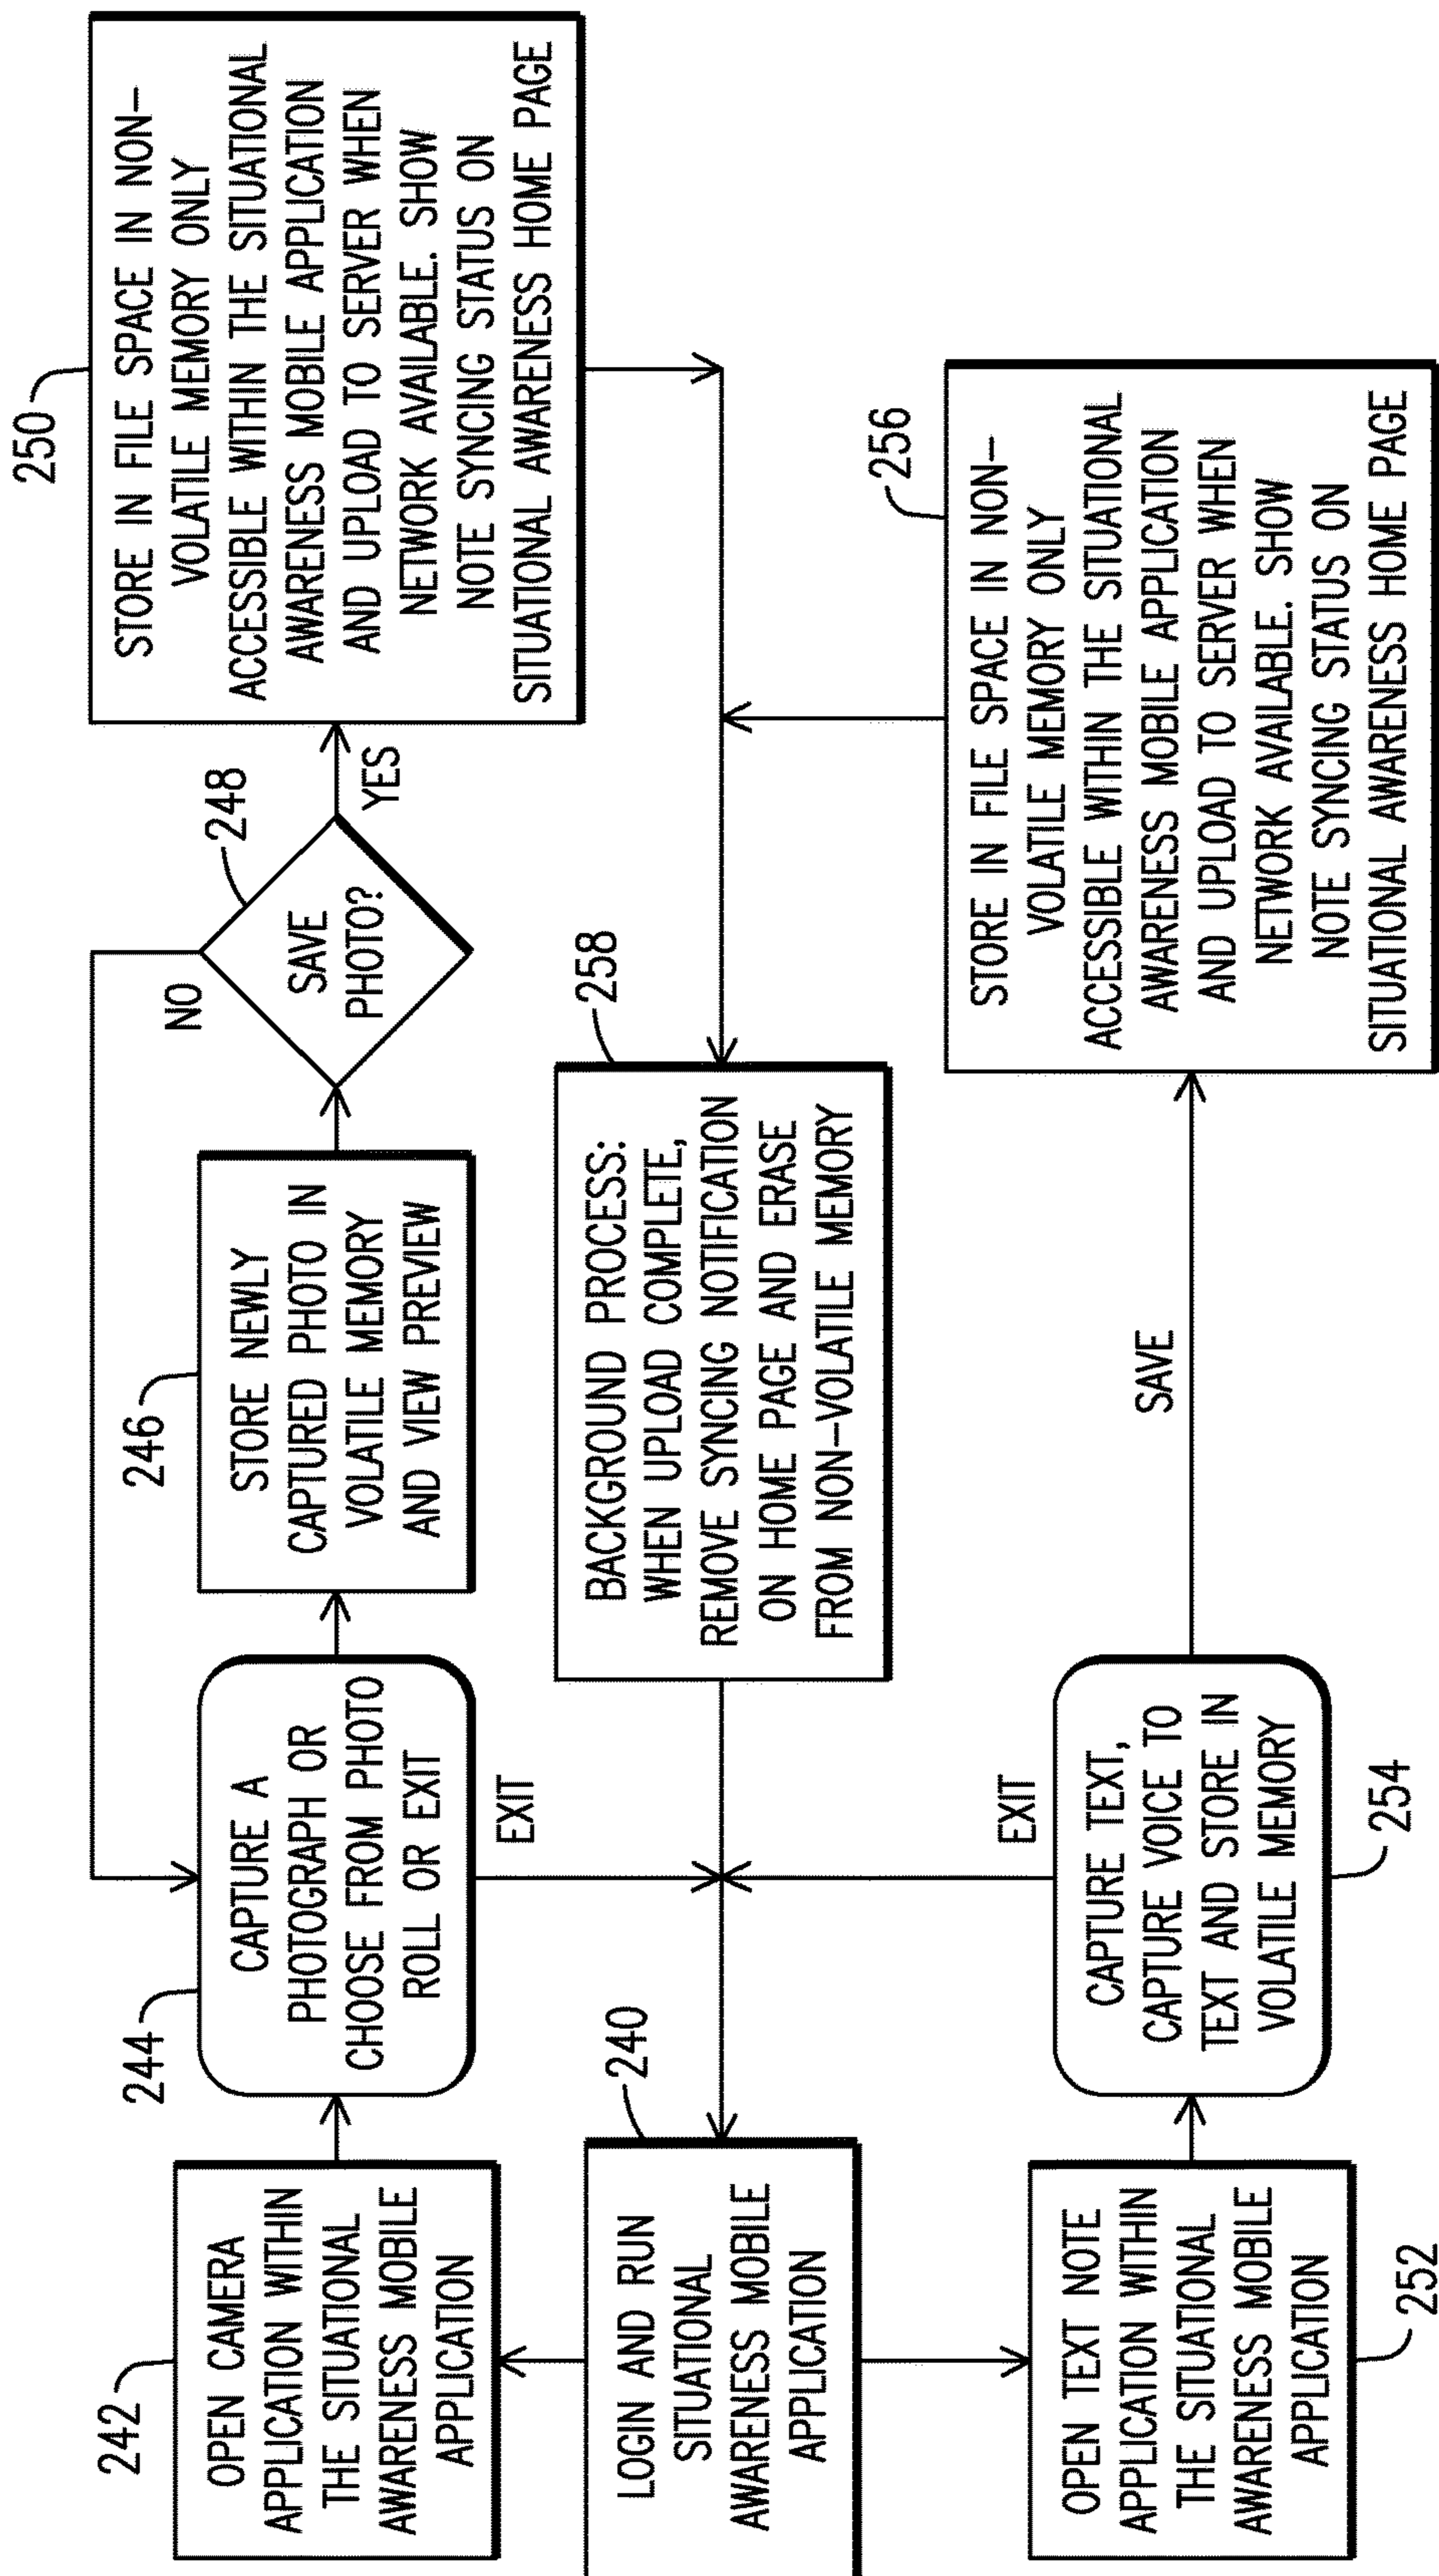 242
OPEN CAMERA
APPLICATION WITHIN
THE SITUATIONAL
AWARENESS MOBILE
APPLICATION
244
CAPTURE A
PHOTOGRAPH OR
CHOOSE FROM PHOTO
ROLL OR EXIT
EXIT
246
STORE NEWLY
CAPTURED PHOTO IN
VOLATILE MEMORY
AND VIEW PREVIEW
248
SAVE
PHOTO?
NO
YES
250
STORE IN FILE SPACE IN NON-
VOLATILE MEMORY ONLY
ACCESSIBLE WITHIN THE SITUATIONAL
AWARENESS MOBILE APPLICATION
AND UPLOAD TO SERVER WHEN
NETWORK AVAILABLE. SHOW
NOTE SYNCING STATUS ON
SITUATIONAL AWARENESS HOME PAGE
240
LOGIN AND RUN
SITUATIONAL
AWARENESS MOBILE
APPLICATION
258
BACKGROUND PROCESS:
WHEN UPLOAD COMPLETE,
REMOVE SYNCING NOTIFICATION
ON HOME PAGE AND ERASE
FROM NON-VOLATILE MEMORY
OPEN TEXT NOTE
APPLICATION WITHIN
THE SITUATIONAL
AWARENESS MOBILE
APPLICATION
252
EXIT
CAPTURE TEXT,
CAPTURE VOICE TO
TEXT AND STORE IN
VOLATILE MEMORY
254
SAVE
256
STORE IN FILE SPACE IN NON-
VOLATILE MEMORY ONLY
ACCESSIBLE WITHIN THE SITUATIONAL
AWARENESS MOBILE APPLICATION
AND UPLOAD TO SERVER WHEN
NETWORK AVAILABLE. SHOW
NOTE SYNCING STATUS ON
SITUATIONAL AWARENESS HOME PAGE